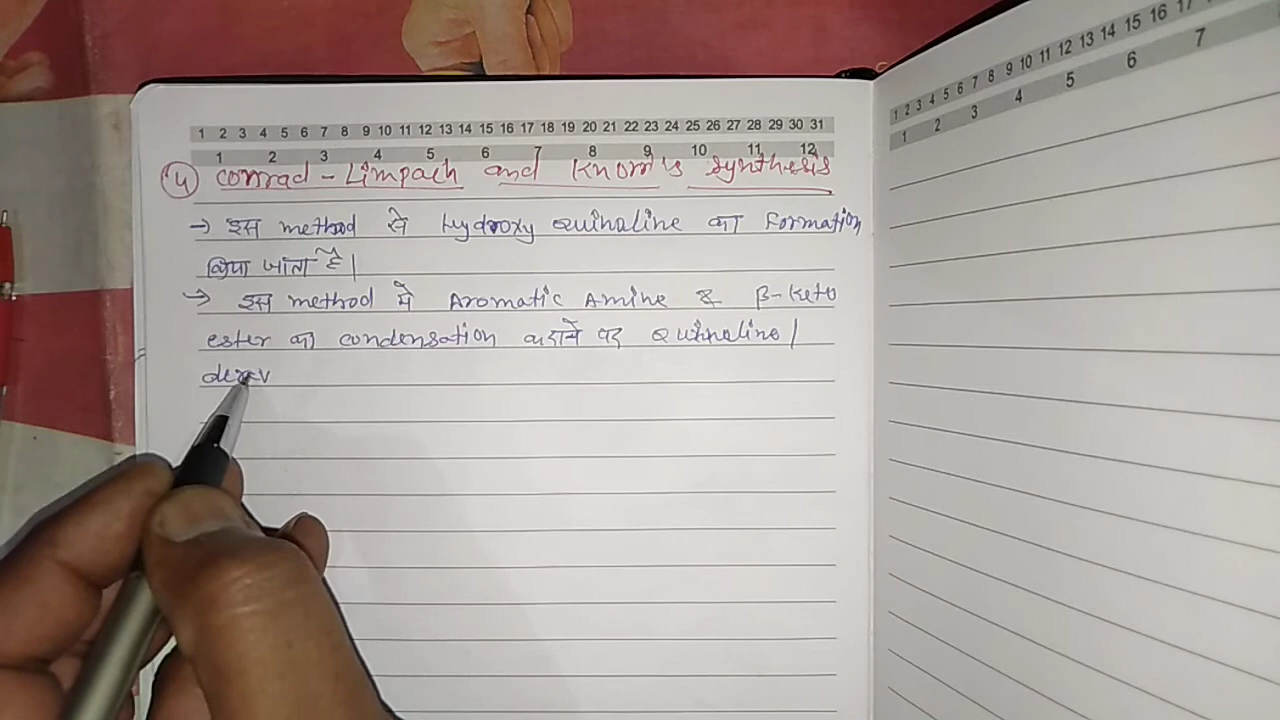 1 2 3 4 5 6 7 8 9 10 11 12 13 14 15 16 17 18 19 20 21 22 23 24 25 26 27 28 29 30 31
1 2 3 4 5 6 7 8 9 10 11 12
4 Conrad - Limpach and Knorr's synthesis
→ इस method से hydroxy Quinaline का Formation
किया जाता है|
→ इस method में Aromatic Amine & β-keto
ester का condensation कराने पर Quinaline/
derav
1 2 3 4 5 6 7 8 9 10 11 12 13 14 15 16 17
1 2 3 4 5 6 7